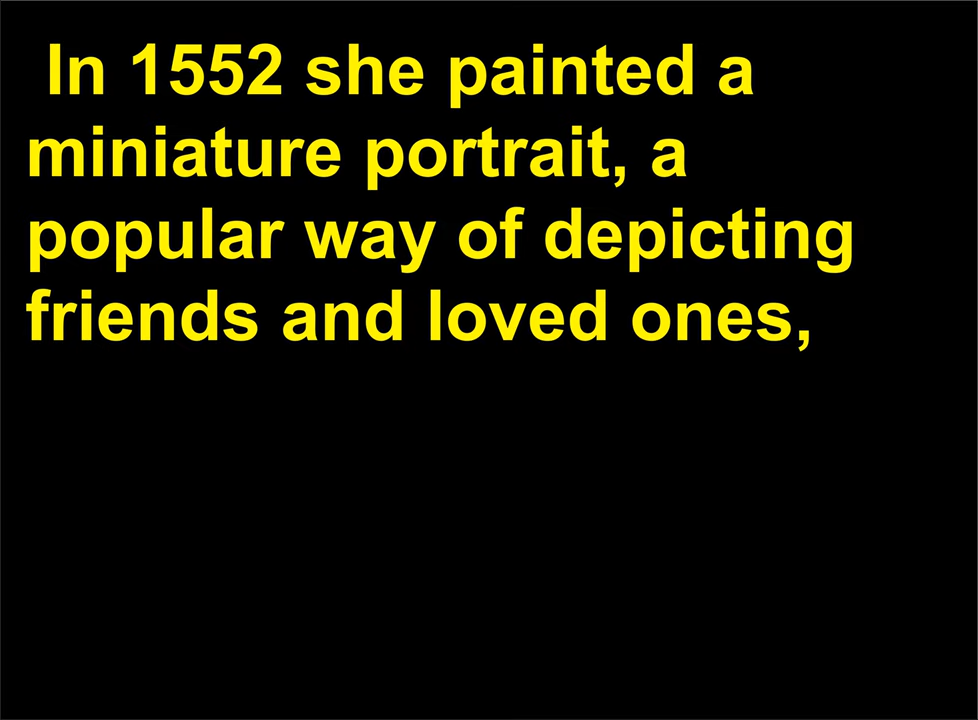 In 1552 she painted a
miniature portrait, a
popular way of depicting
friends and loved ones,